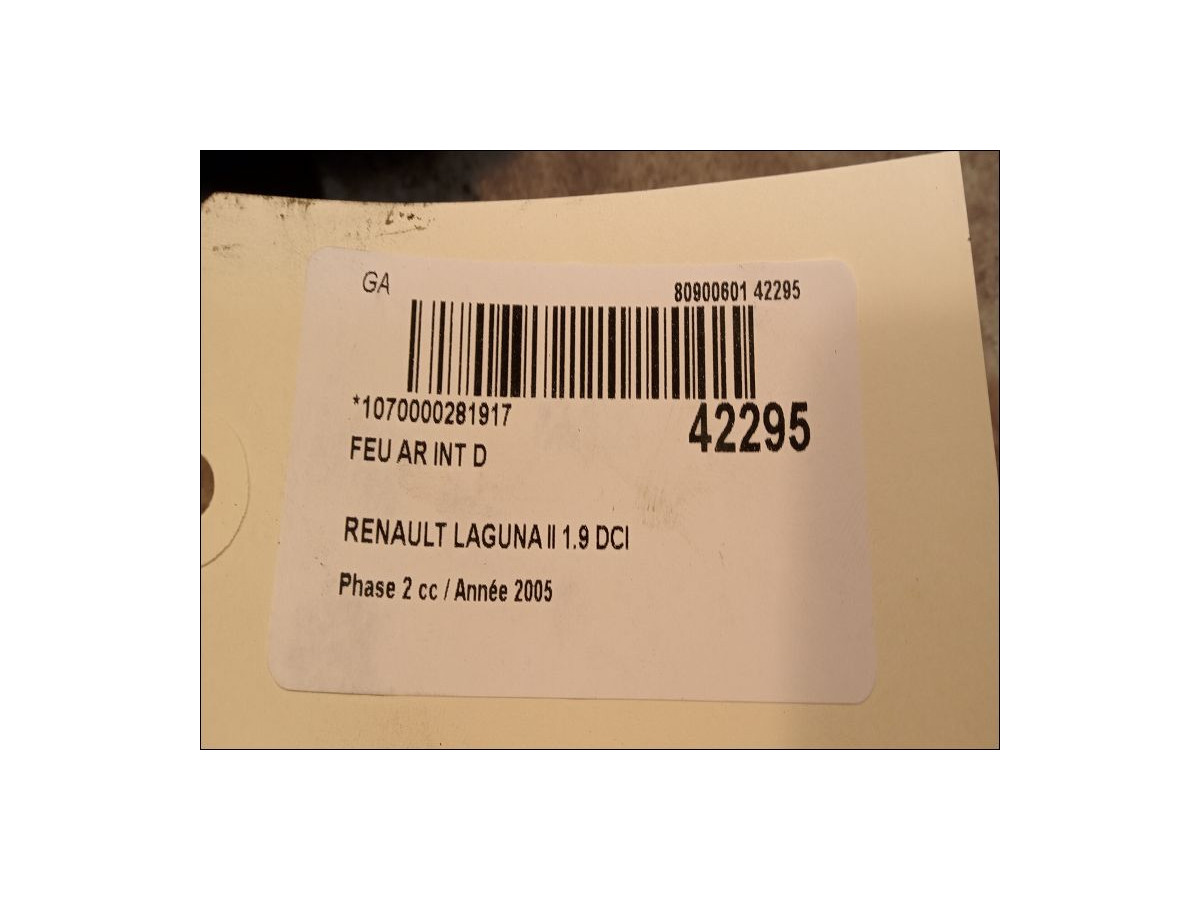 GA
80900601 42295
*1070000281917
42295
FEU AR INT D
RENAULT LAGUNA II 1.9 DCI
Phase 2 cc / Année 2005